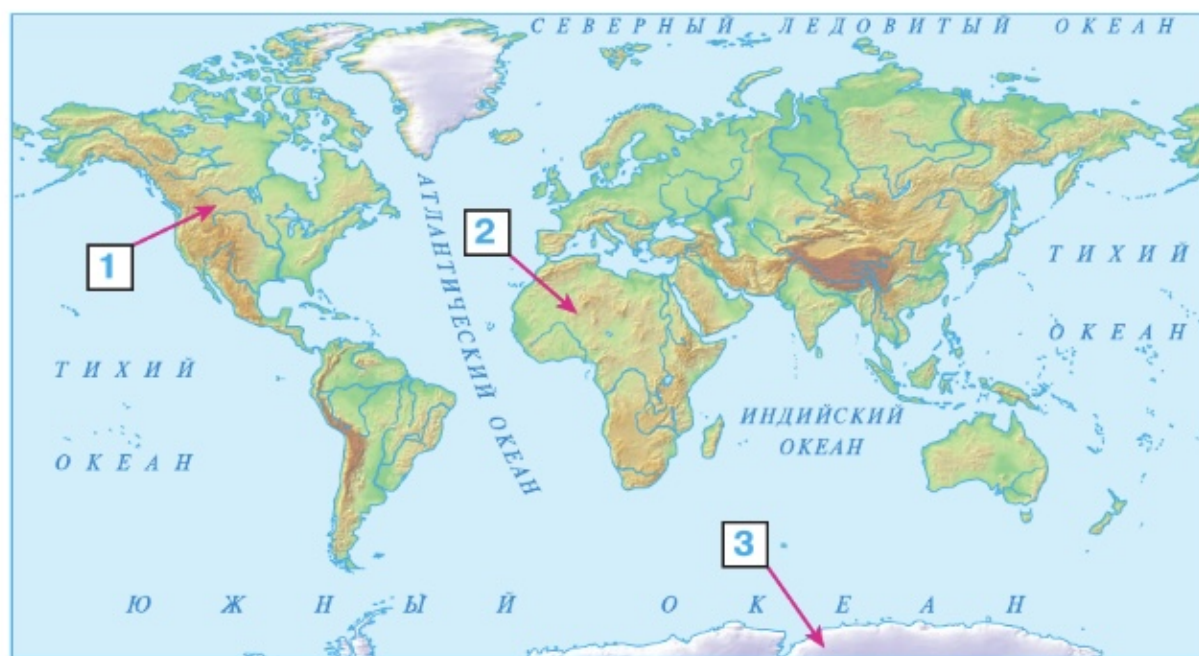 СЕВЕРНЫЙ ЛЕДОВИТЫЙ ОКЕАН
АТЛАНТИЧЕСКИЙ ОКЕАН
1
2
ТИХИЙ
ОКЕАН
ТИХИЙ
ОКЕАН
ИНДИЙСКИЙ
ОКЕАН
3
ЮЖНЫЙ ОКЕАН